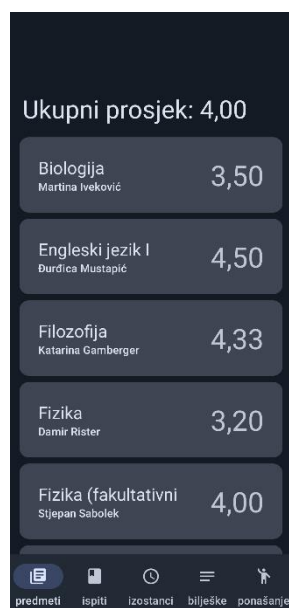 Ukupni prosjek: 4,00
Biologija
Martina Iveković
3,50
Engleski jezik I
Đurđica Mustapić
4,50
Filozofija
Katarina Gamberger
4,33
Fizika
Damir Rister
3,20
Fizika (fakultativni
Stjepan Sabolek
4,00
predmeti ispiti izostanci bilješke ponašanje